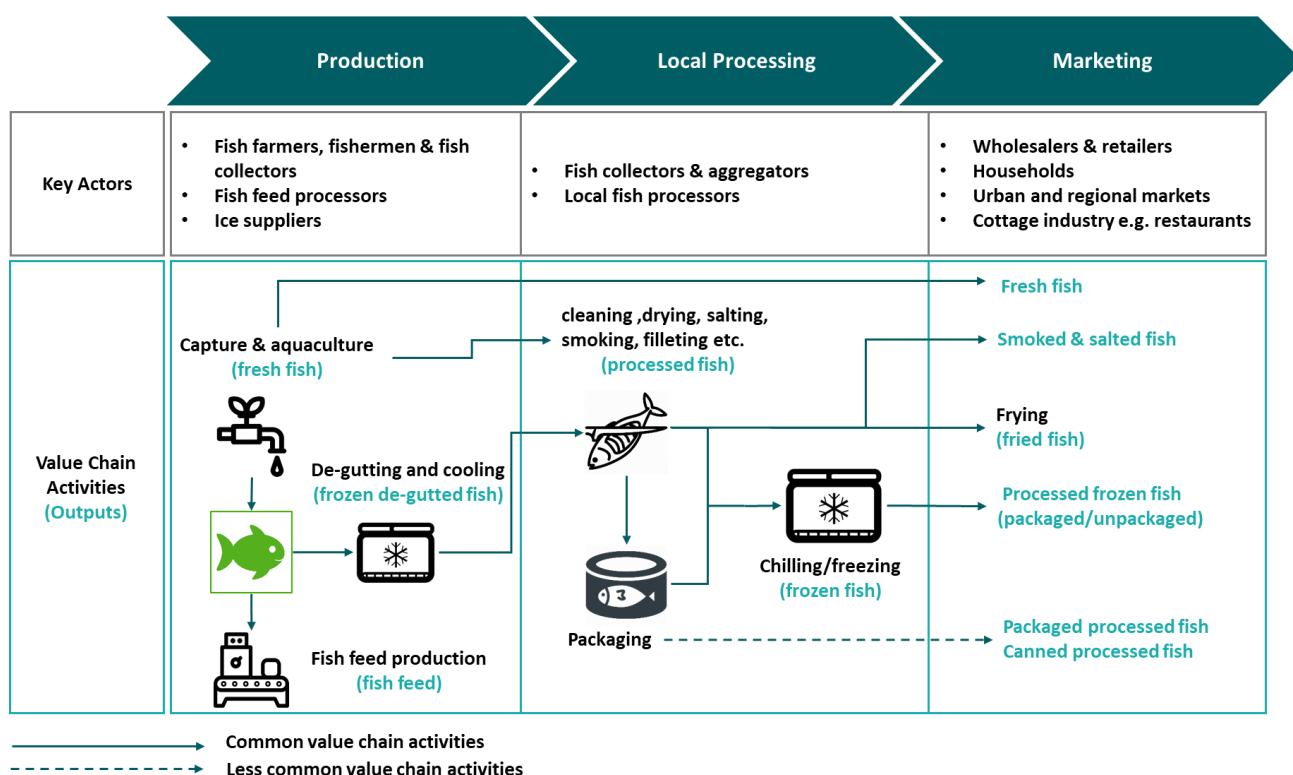 Production
Local Processing
Marketing
Key Actors
• Fish farmers, fishermen & fish
collectors
• Fish feed processors
• Ice suppliers
• Fish collectors & aggregators
• Local fish processors
• Wholesalers & retailers
• Households
• Urban and regional markets
• Cottage industry e.g. restaurants
Value Chain
Activities
(Outputs)
Capture & aquaculture
(fresh fish)
De-gutting and cooling
(frozen de-gutted fish)
Fish feed production
(fish feed)
cleaning ,drying, salting,
smoking, filleting etc.
(processed fish)
Packaging
Chilling/freezing
(frozen fish)
Fresh fish
Smoked & salted fish
Frying
(fried fish)
Processed frozen fish
(packaged/unpackaged)
Packaged processed fish
Canned processed fish
Common value chain activities
Less common value chain activities